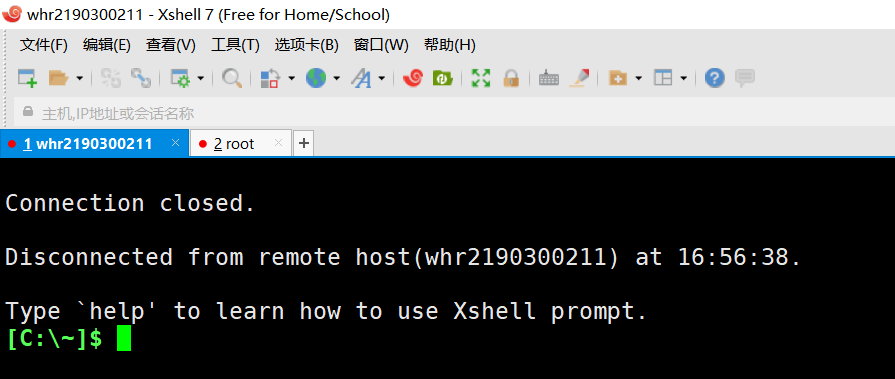 whr2190300211 - Xshell 7 (Free for Home/School)
文件(F) 编辑(E) 查看(V) 工具(T) 选项卡(B) 窗口(W) 帮助(H)
主机,IP地址或会话名称
1 whr2190300211 × 2 root × +
Connection closed.
Disconnected from remote host(whr2190300211) at 16:56:38.
Type `help' to learn how to use Xshell prompt.
[C:\~]$